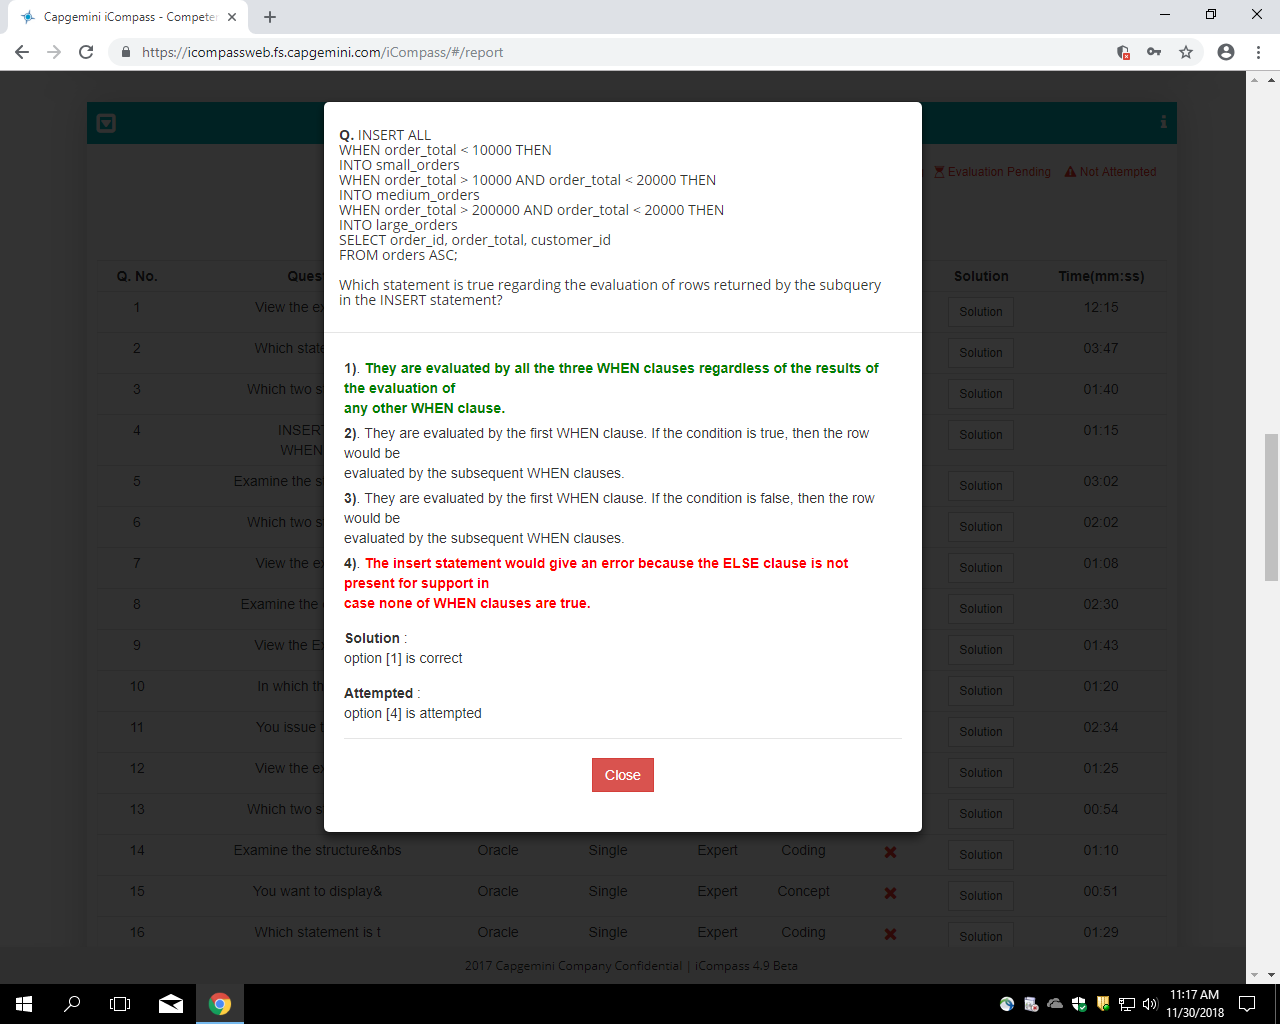 Capgemini iCompass - Competen
https://icompassweb.fs.capgemini.com/iCompass/#/report
Evaluation Pending Not Attempted
Q. INSERT ALL
WHEN order_total < 10000 THEN
INTO small_orders
WHEN order_total > 10000 AND order_total < 20000 THEN
INTO medium_orders
WHEN order_total > 200000 AND order_total < 20000 THEN
INTO large_orders
SELECT order_id, order_total, customer_id
FROM orders ASC;
Which statement is true regarding the evaluation of rows returned by the subquery
in the INSERT statement?
1). They are evaluated by all the three WHEN clauses regardless of the results of
the evaluation of
any other WHEN clause.
2). They are evaluated by the first WHEN clause. If the condition is true, then the row
would be
evaluated by the subsequent WHEN clauses.
3). They are evaluated by the first WHEN clause. If the condition is false, then the row
would be
evaluated by the subsequent WHEN clauses.
4). The insert statement would give an error because the ELSE clause is not
present for support in
case none of WHEN clauses are true.
Solution :
option [1] is correct
Attempted :
option [4] is attempted
Close
Q. No. Ques Solution Time(mm:ss)
1 View the ex Solution 12:15
2 Which state Solution 03:47
3 Which two s Solution 01:40
4 INSER Solution 01:15
WHEN
5 Examine the s Solution 03:02
6 Which two s Solution 02:02
7 View the ex Solution 01:08
8 Examine the Solution 02:30
9 View the E Solution 01:43
10 In which th Solution 01:20
11 You issue t Solution 02:34
12 View the ex Solution 01:25
13 Which two s Solution 00:54
14 Examine the structure&nbs Oracle Single Expert Coding Solution 01:10
15 You want to display& Oracle Single Expert Concept Solution 00:51
16 Which statement is t Oracle Single Expert Coding Solution 01:29
2017 Capgemini Company Confidential | iCompass 4.9 Beta
11:17 AM
11/30/2018